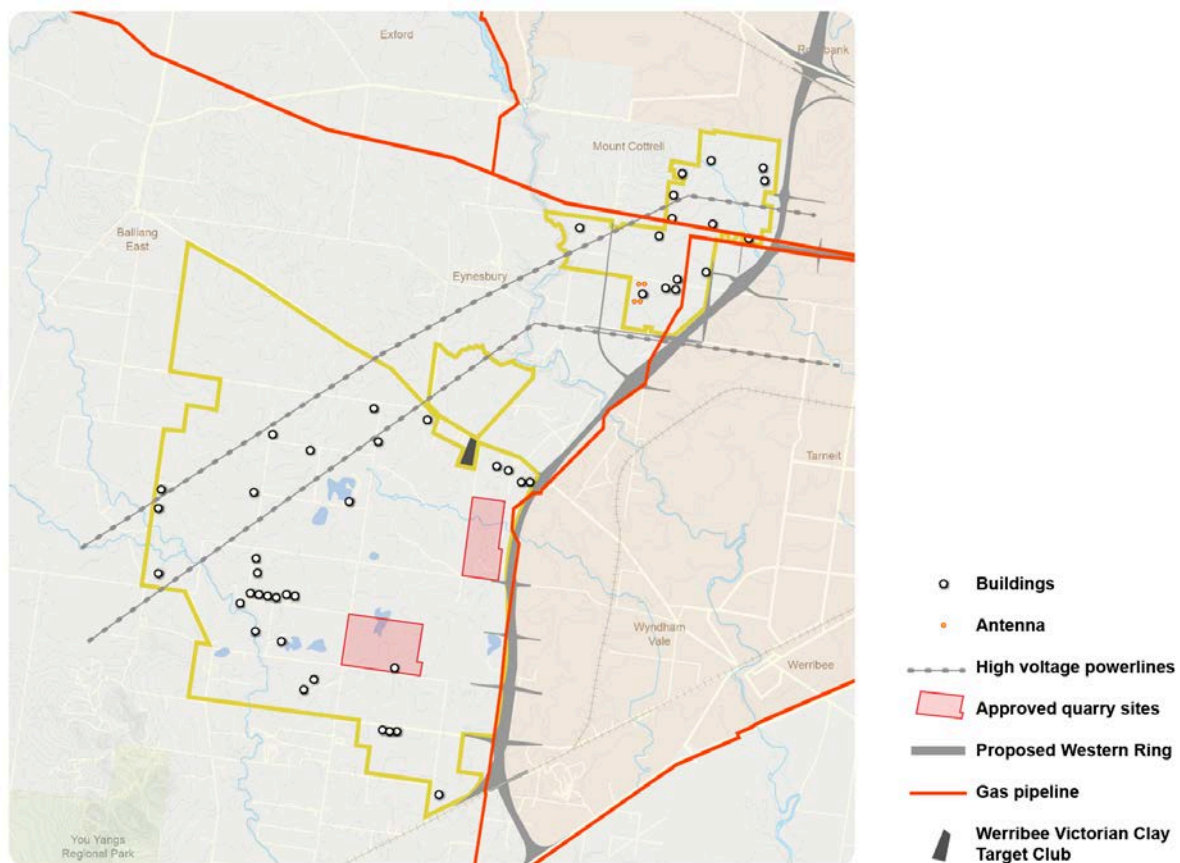 Exford
Rockbank
Mount Cottrell
Balliang
East
Eynesbury
Tarneit
Wyndham
Vale
Werribee
You Yangs
Regional Park
Buildings
Antenna
High voltage powerlines
Approved quarry sites
Proposed Western Ring
Gas pipeline
Werribee Victorian Clay
Target Club